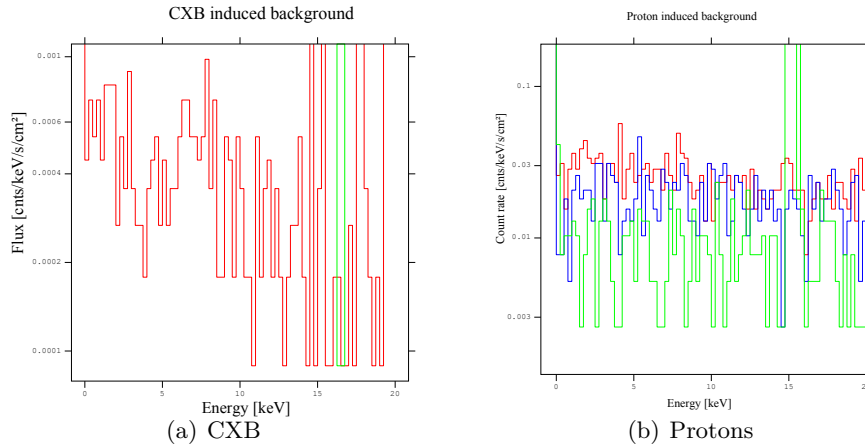 CXB induced background
Flux [cnts/keV/s/cm²]
0.001
0.0006
0.0004
0.0002
0.0001
0 5 10 15 20
Energy [keV]
(a) CXB
Proton induced background
Count rate [cnts/keV/s/cm²]
0.1
0.03
0.01
0.003
0 5 10 15 20
Energy [keV]
(b) Protons